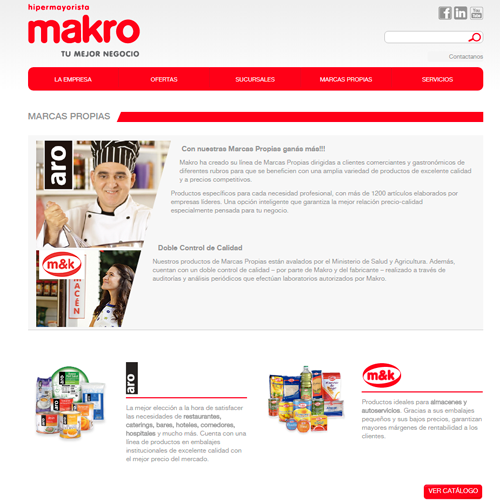 hipermayorista
makro
TU MEJOR NEGOCIO
You
Tube
Contactanos
LA EMPRESA OFERTAS SUCURSALES MARCAS PROPIAS SERVICIOS
MARCAS PROPIAS
aro
Con nuestras Marcas Propias ganás más!!!
Makro ha creado su línea de Marcas Propias dirigidas a clientes comerciantes y gastronómicos de
diferentes rubros para que se beneficien con una amplia variedad de productos de excelente calidad
y a precios competitivos.
Productos específicos para cada necesidad profesional, con más de 1200 artículos elaborados por
empresas líderes. Una opción inteligente que garantiza la mejor relación precio-calidad
especialmente pensada para tu negocio.
Doble Control de Calidad
m&k
MACÉN
Nuestros productos de Marcas Propias están avalados por el Ministerio de Salud y Agricultura. Además,
cuentan con un doble control de calidad – por parte de Makro y del fabricante – realizado a través de
auditorías y análisis periódicos que efectúan laboratorios autorizados por Makro.
aro
La mejor elección a la hora de satisfacer
las necesidades de restaurantes,
caterings, bares, hoteles, comedores,
hospitales y mucho más. Cuenta con una
línea de productos en embalajes
institucionales de excelente calidad con
el mejor precio del mercado.
m&k
Productos ideales para almacenes y
autoservicios. Gracias a sus embalajes
pequeños y sus bajos precios, garantizan
mayores márgenes de rentabilidad a los
clientes.
VER CATÁLOGO